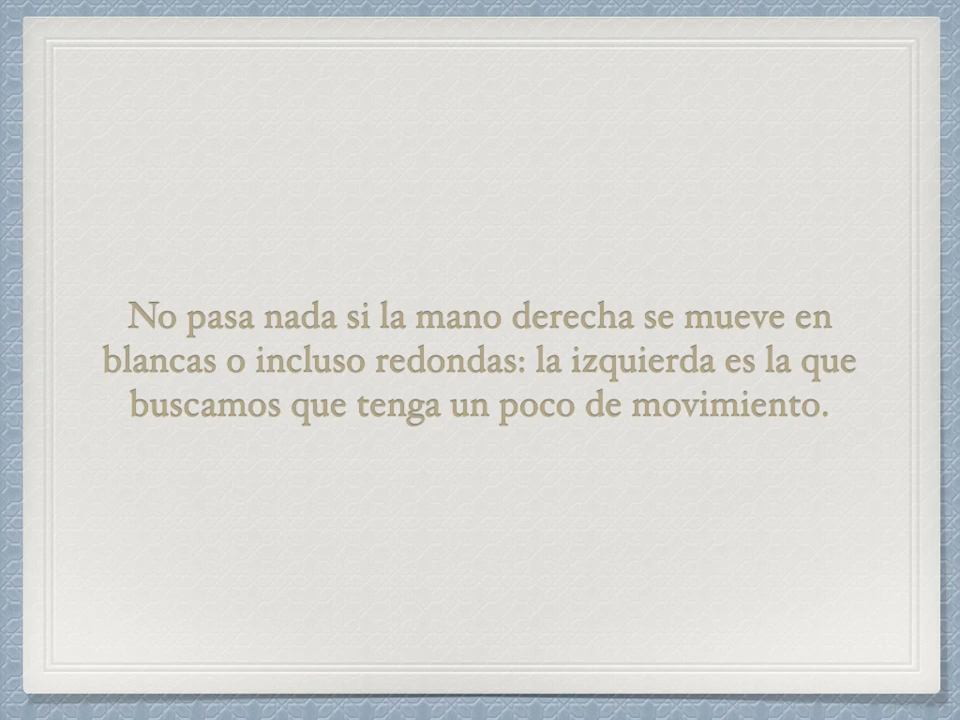 No pasa nada si la mano derecha se mueve en
blancas o incluso redondas: la izquierda es la que
buscamos que tenga un poco de movimiento.